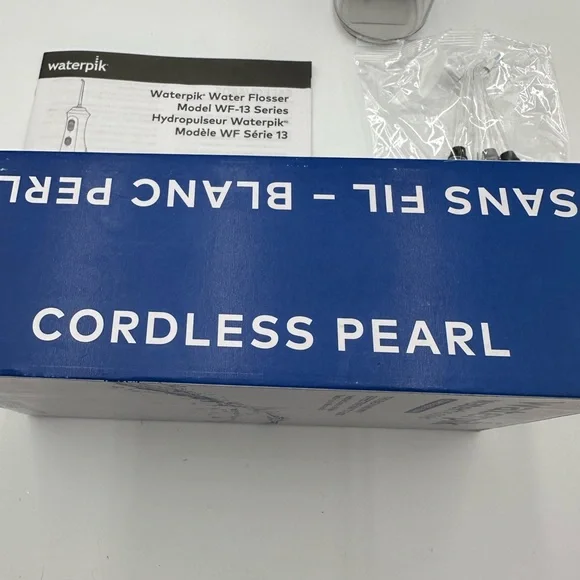 waterpik
Waterpik® Water Flosser
Model WF-13 Series
Hydropulseur Waterpik®
Modèle WF Série 13
SANS FIL – BLANC PERL
CORDLESS PEARL